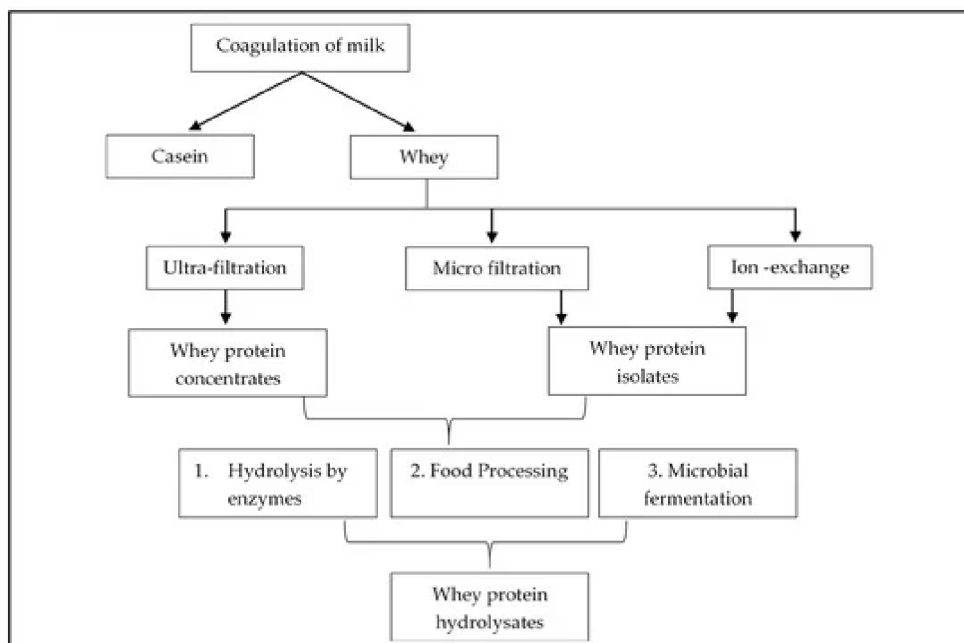 Coagulation of milk
Casein
Whey
Ultra-filtration
Micro filtration
Ion -exchange
Whey protein
concentrates
Whey protein
isolates
1. Hydrolysis by
enzymes
2. Food Processing
3. Microbial
fermentation
Whey protein
hydrolysates